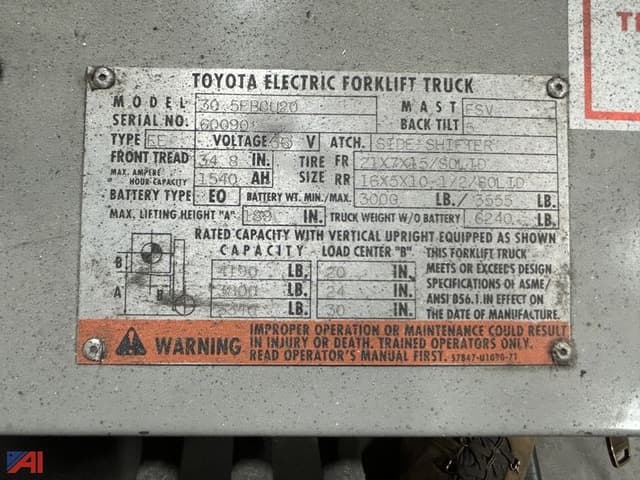 TOYOTA ELECTRIC FORKLIFT TRUCK
MODEL 30 5FBCU20 MAST FSV
SERIAL NO. 60090 BACK TILT 5
TYPE EE VOLTAGE V ATCH. SIDE SHIFTER
FRONT TREAD 34.8 IN. TIRE FR 21X7X15/SOLID
MAX. AMPERE HOUR CAPACITY 1540 AH SIZE RR 16X5X10-1/2/SOLID
BATTERY TYPE EO BATTERY WT. MIN./MAX. 3000 LB./ 3555 LB.
MAX. LIFTING HEIGHT "A" 189 IN. TRUCK WEIGHT W/O BATTERY 6240 LB.
RATED CAPACITY WITH VERTICAL UPRIGHT EQUIPPED AS SHOWN
CAPACITY LOAD CENTER "B"
B A B
LB. 20 IN.
LB. 24 IN.
LB. 30 IN.
THIS FORKLIFT TRUCK
MEETS OR EXCEEDS DESIGN
SPECIFICATIONS OF ASME/
ANSI B56.1.IN EFFECT ON
THE DATE OF MANUFACTURE.
WARNING
IMPROPER OPERATION OR MAINTENANCE COULD RESULT
IN INJURY OR DEATH. TRAINED OPERATORS ONLY.
READ OPERATOR'S MANUAL FIRST. 57847-U1070-71
AI